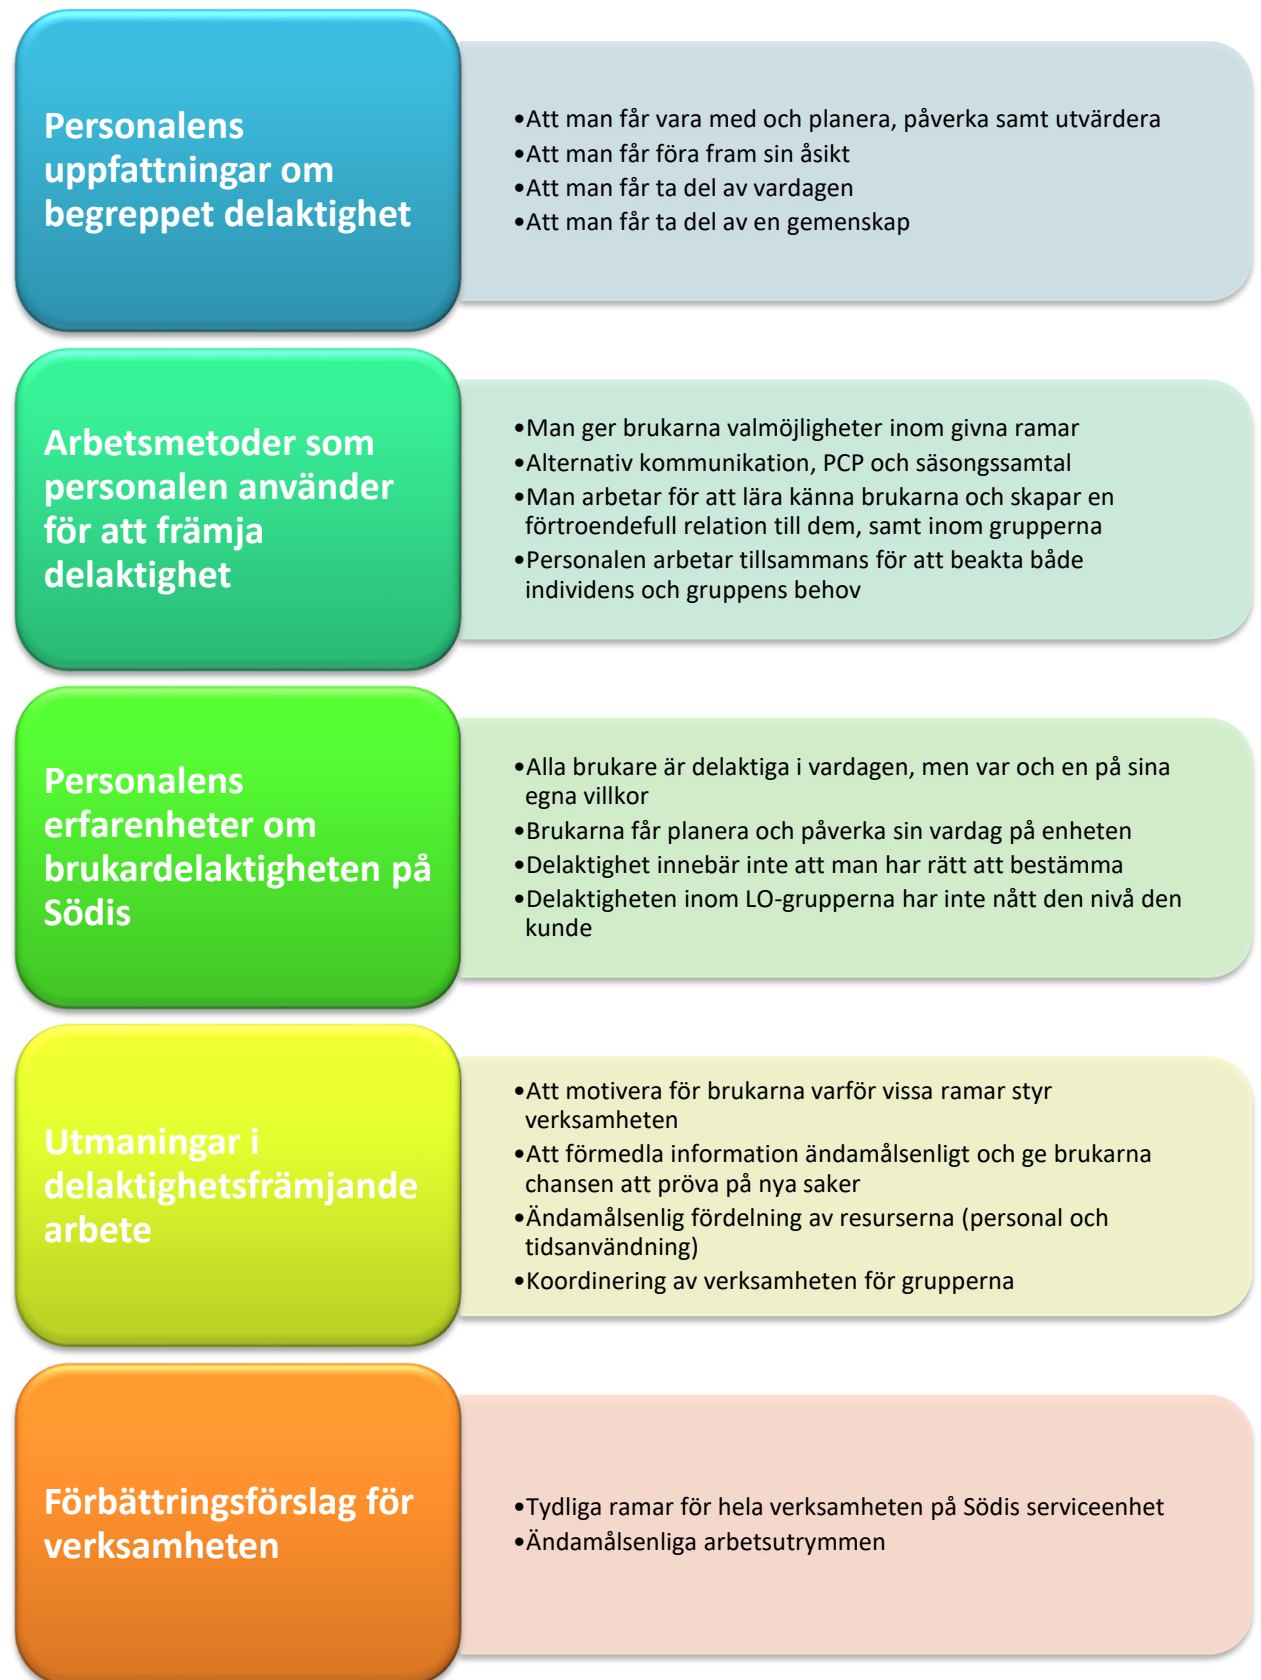 Personalens
uppfattningar om
begreppet delaktighet
•Att man får vara med och planera, påverka samt utvärdera
•Att man får föra fram sin åsikt
•Att man får ta del av vardagen
•Att man får ta del av en gemenskap
Arbetsmetoder som
personalen använder
för att främja
delaktighet
•Man ger brukarna valmöjligheter inom givna ramar
•Alternativ kommunikation, PCP och säsongssamtal
•Man arbetar för att lära känna brukarna och skapar en
förtroendefull relation till dem, samt inom grupperna
•Personalen arbetar tillsammans för att beakta både
individens och gruppens behov
Personalens
erfarenheter om
brukardelaktigheten på
Södis
•Alla brukare är delaktiga i vardagen, men var och en på sina
egna villkor
•Brukarna får planera och påverka sin vardag på enheten
•Delaktighet innebär inte att man har rätt att bestämma
•Delaktigheten inom LO-grupperna har inte nått den nivå den
kunde
Utmaningar i
delaktighetsfrämjande
arbete
•Att motivera för brukarna varför vissa ramar styr
verksamheten
•Att förmedla information ändamålsenligt och ge brukarna
chansen att pröva på nya saker
•Ändamålsenlig fördelning av resurserna (personal och
tidsanvändning)
•Koordinering av verksamheten för grupperna
Förbättringsförslag för
verksamheten
•Tydliga ramar för hela verksamheten på Södis serviceenhet
•Ändamålsenliga arbetsutrymmen